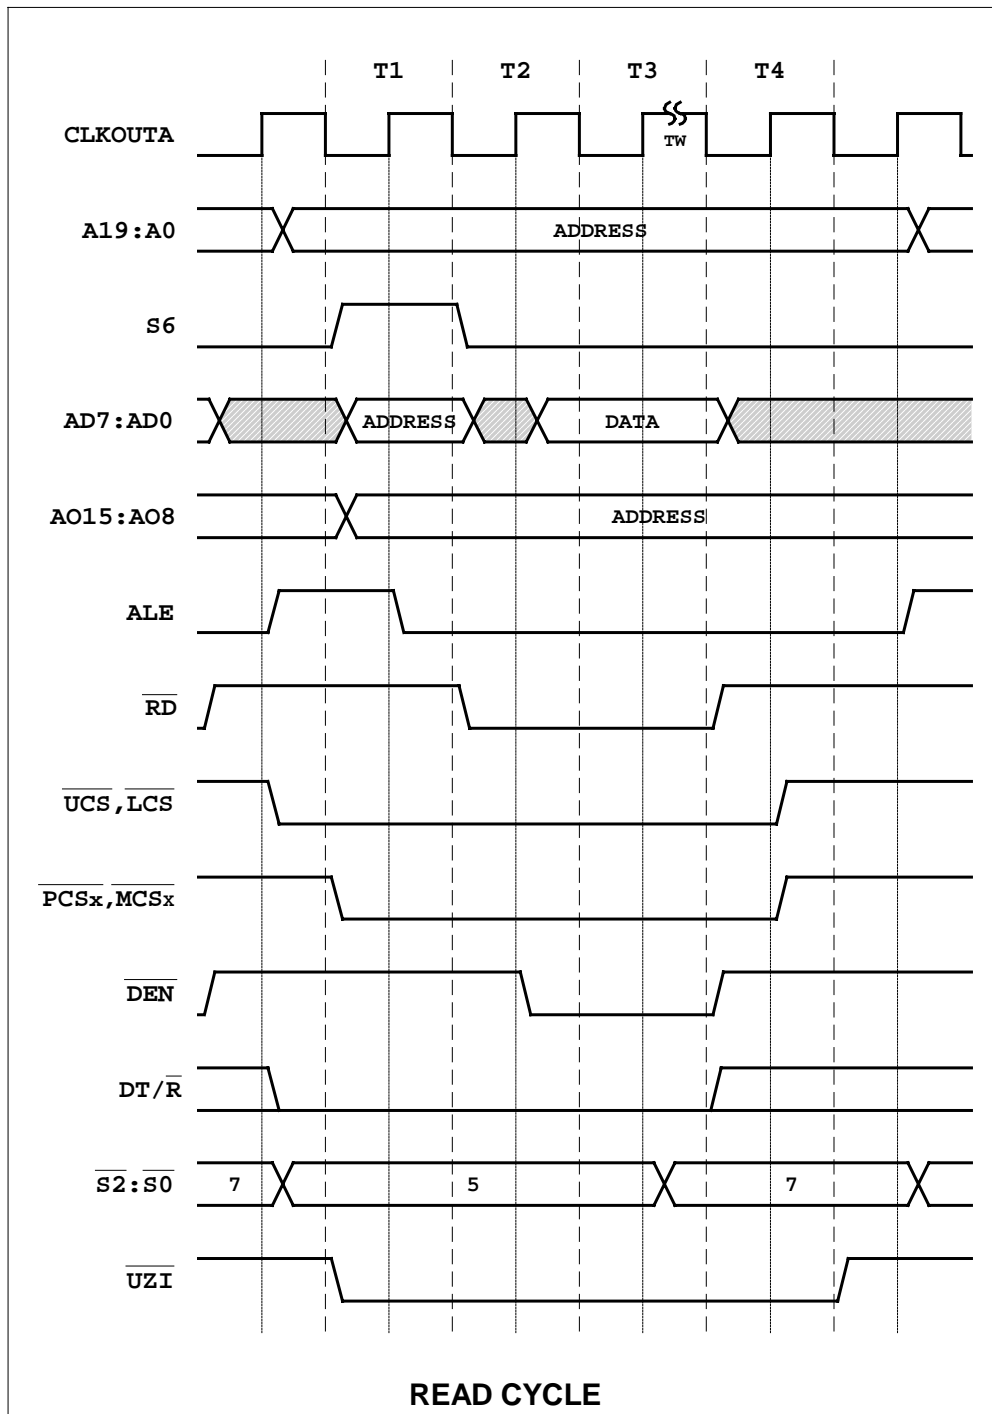 T1 T2 T3 T4
CLKOUTA
TW
A19:A0
ADDRESS
S6
AD7:AD0
ADDRESS
DATA
AO15:AO8
ADDRESS
ALE
RD
UCS,LCS
PCSx,MCSx
DEN
DT/R
S2:S0
7
5
7
UZI
READ CYCLE